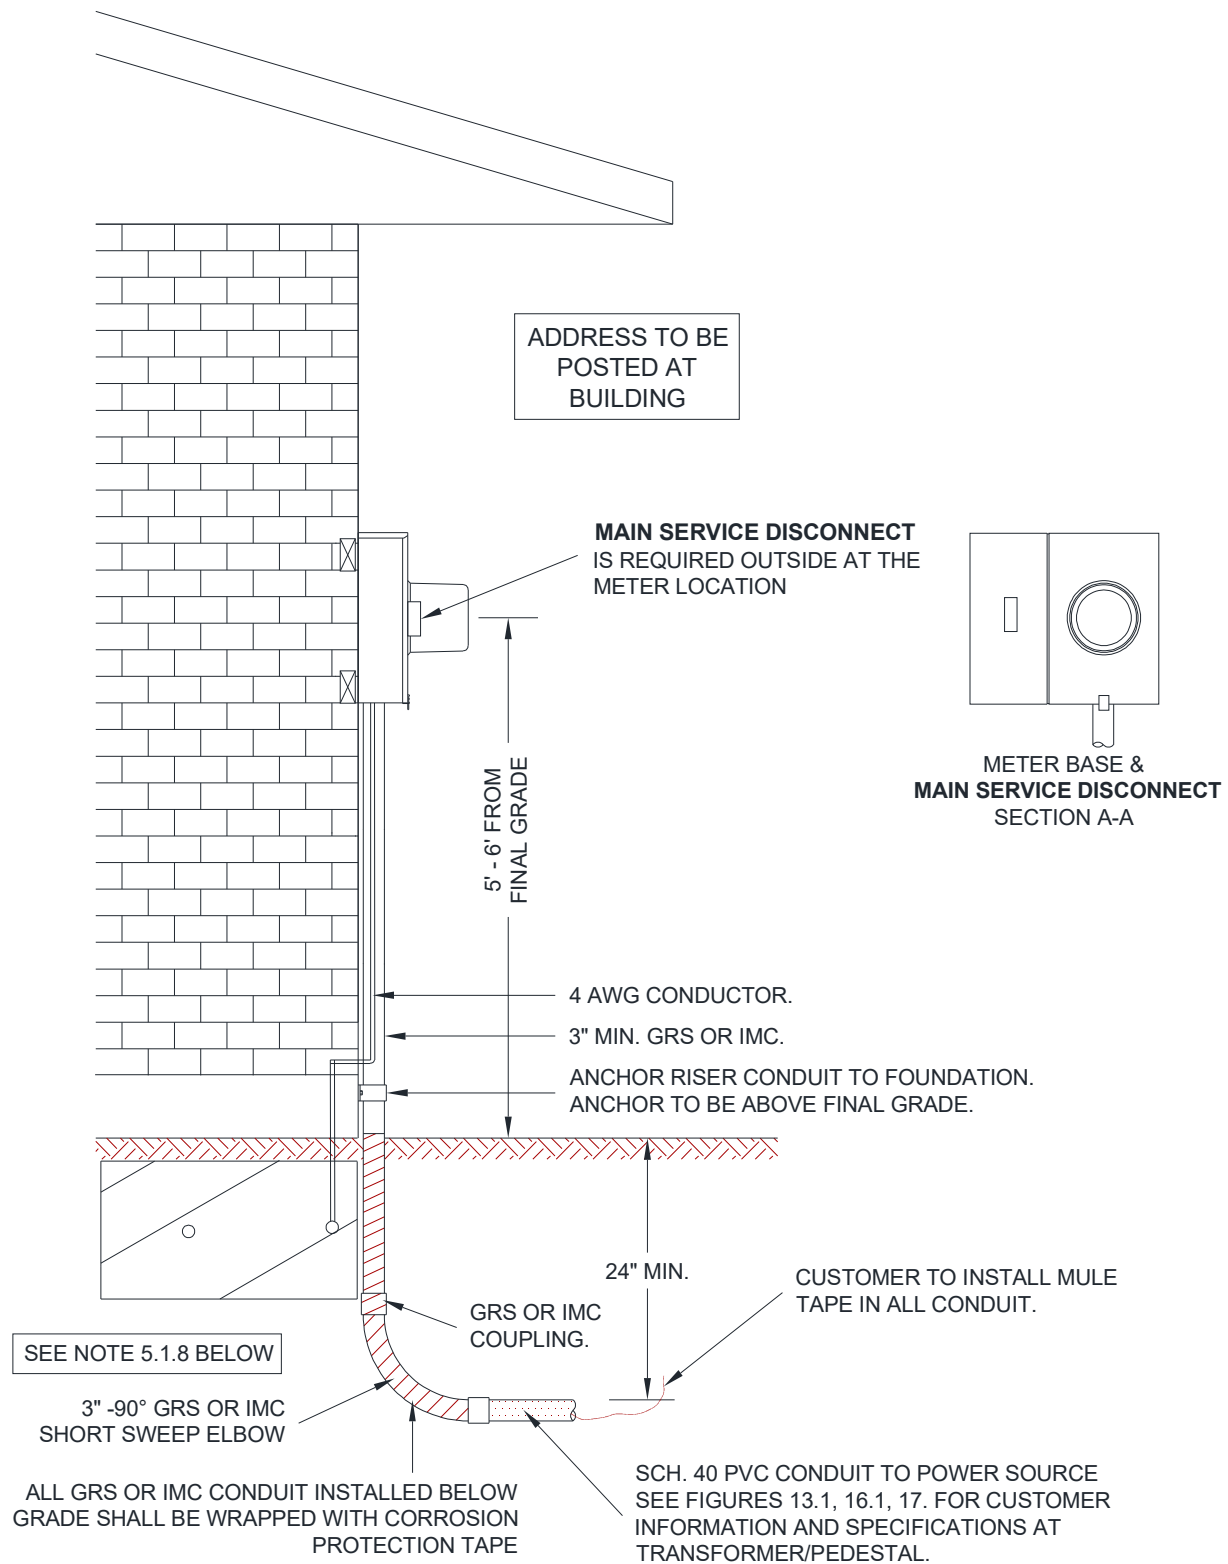 ADDRESS TO BE
POSTED AT
BUILDING
MAIN SERVICE DISCONNECT
IS REQUIRED OUTSIDE AT THE
METER LOCATION
METER BASE &
MAIN SERVICE DISCONNECT
SECTION A-A
5' - 6' FROM
FINAL GRADE
4 AWG CONDUCTOR.
3" MIN. GRS OR IMC.
ANCHOR RISER CONDUIT TO FOUNDATION.
ANCHOR TO BE ABOVE FINAL GRADE.
24" MIN.
CUSTOMER TO INSTALL MULE
TAPE IN ALL CONDUIT.
GRS OR IMC
COUPLING.
SEE NOTE 5.1.8 BELOW
3" -90° GRS OR IMC
SHORT SWEEP ELBOW
ALL GRS OR IMC CONDUIT INSTALLED BELOW
GRADE SHALL BE WRAPPED WITH CORROSION
PROTECTION TAPE
SCH. 40 PVC CONDUIT TO POWER SOURCE
SEE FIGURES 13.1, 16.1, 17. FOR CUSTOMER
INFORMATION AND SPECIFICATIONS AT
TRANSFORMER/PEDESTAL.